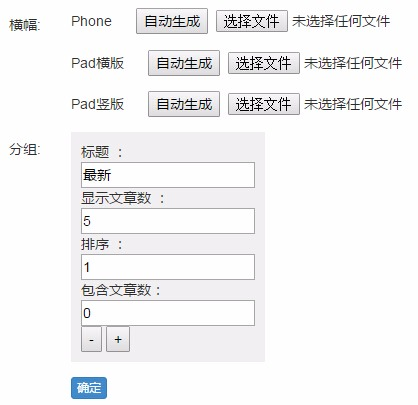 横幅: Phone 自动生成 选择文件 未选择任何文件
Pad横版 自动生成 选择文件 未选择任何文件
Pad竖版 自动生成 选择文件 未选择任何文件
分组:
标题 ：
最新
显示文章数 ：
5
排序 ：
1
包含文章数：
0
- +
确定